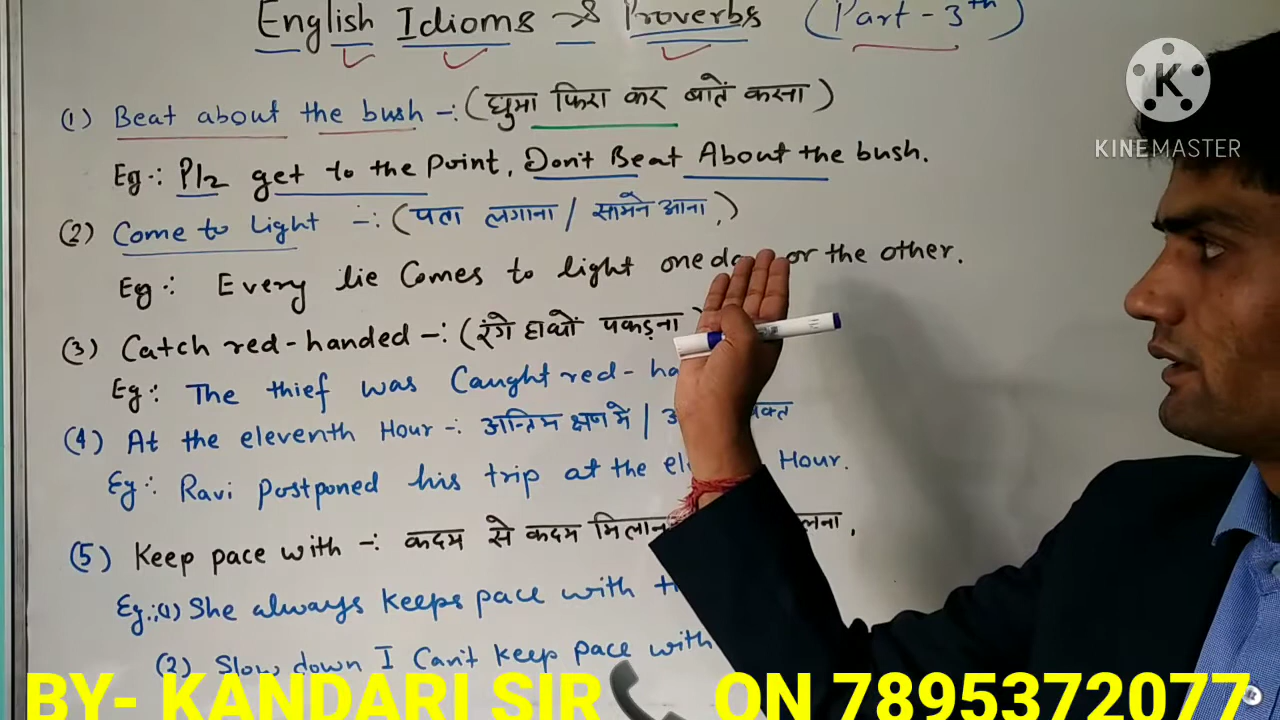 English Idioms & Proverbs (Part-3th)
K
KINEMASTER
(1) Beat about the bush -: (घुमा फिरा कर बातें करना)
Eg-: Plz get to the Point, Don't Beat About the bush.
(2) Come to Light -: (पता लगाना / सामने आना,)
Eg-: Every lie Comes to light one or the other.
(3) Catch red-handed -: (रंगे हाथों पकड़ना
Eg-: The thief was Caught red-
(4) At the eleventh Hour -: अन्तिम क्षण में |
Eg-: Ravi Postponed his trip at the Hour.
(5) Keep pace with -: कदम से कदम
Eg-: (1) She always keeps pace with
(2) Slow down I Can't keep pace with
BY- KANDARI SIR📞 ON 7895372077